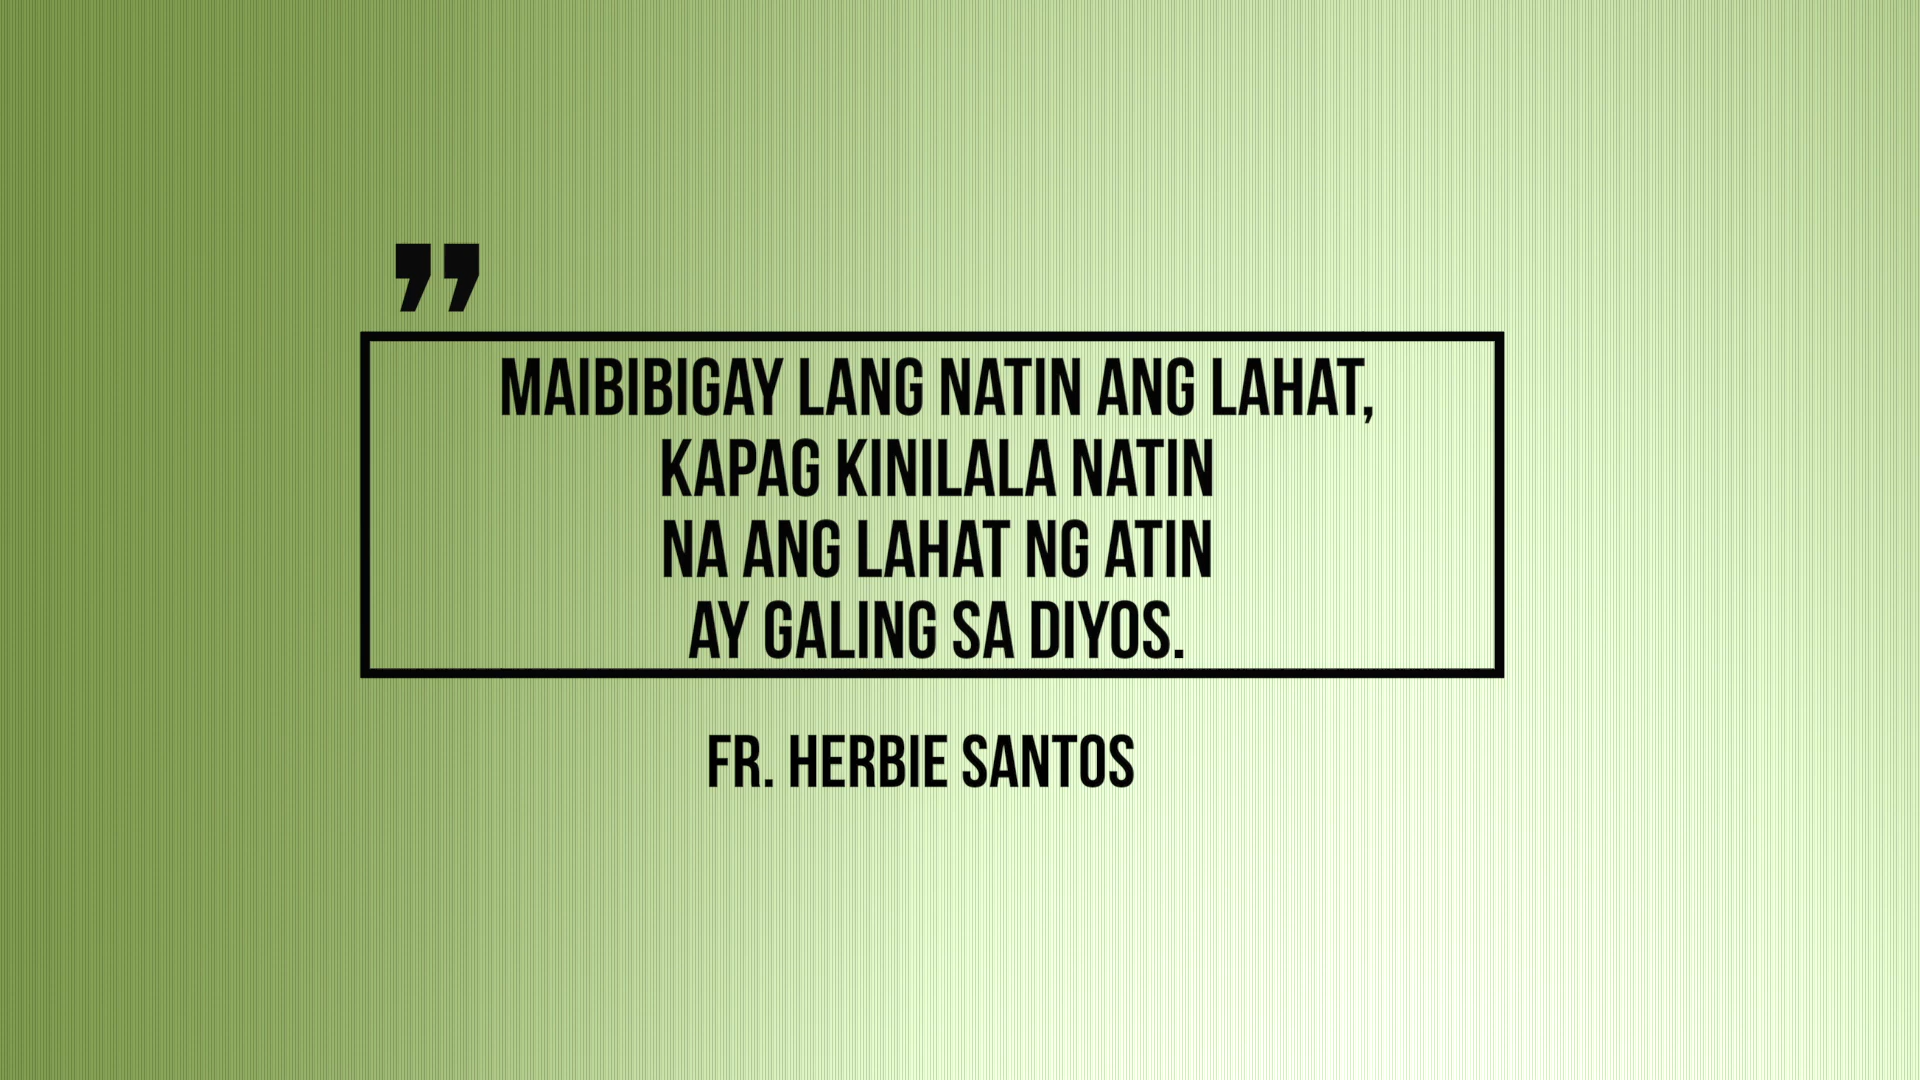 ”
MAIBIBIGAY LANG NATIN ANG LAHAT,
KAPAG KINILALA NATIN
NA ANG LAHAT NG ATIN
AY GALING SA DIYOS.
FR. HERBIE SANTOS